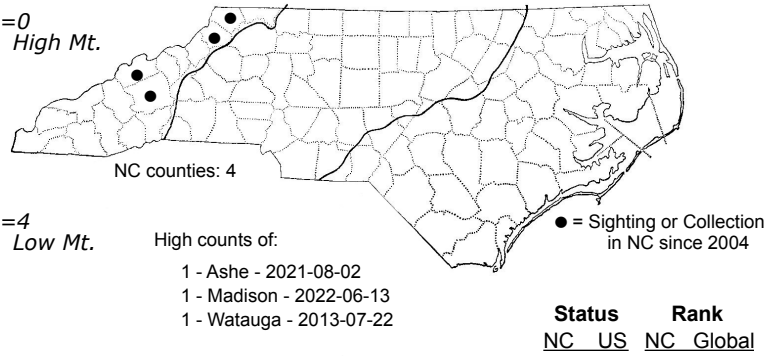 =0
High Mt.
NC counties: 4
=4
Low Mt.
High counts of:
1 - Ashe - 2021-08-02
1 - Madison - 2022-06-13
1 - Watauga - 2013-07-22
● = Sighting or Collection
in NC since 2004
Status Rank
NC US NC Global